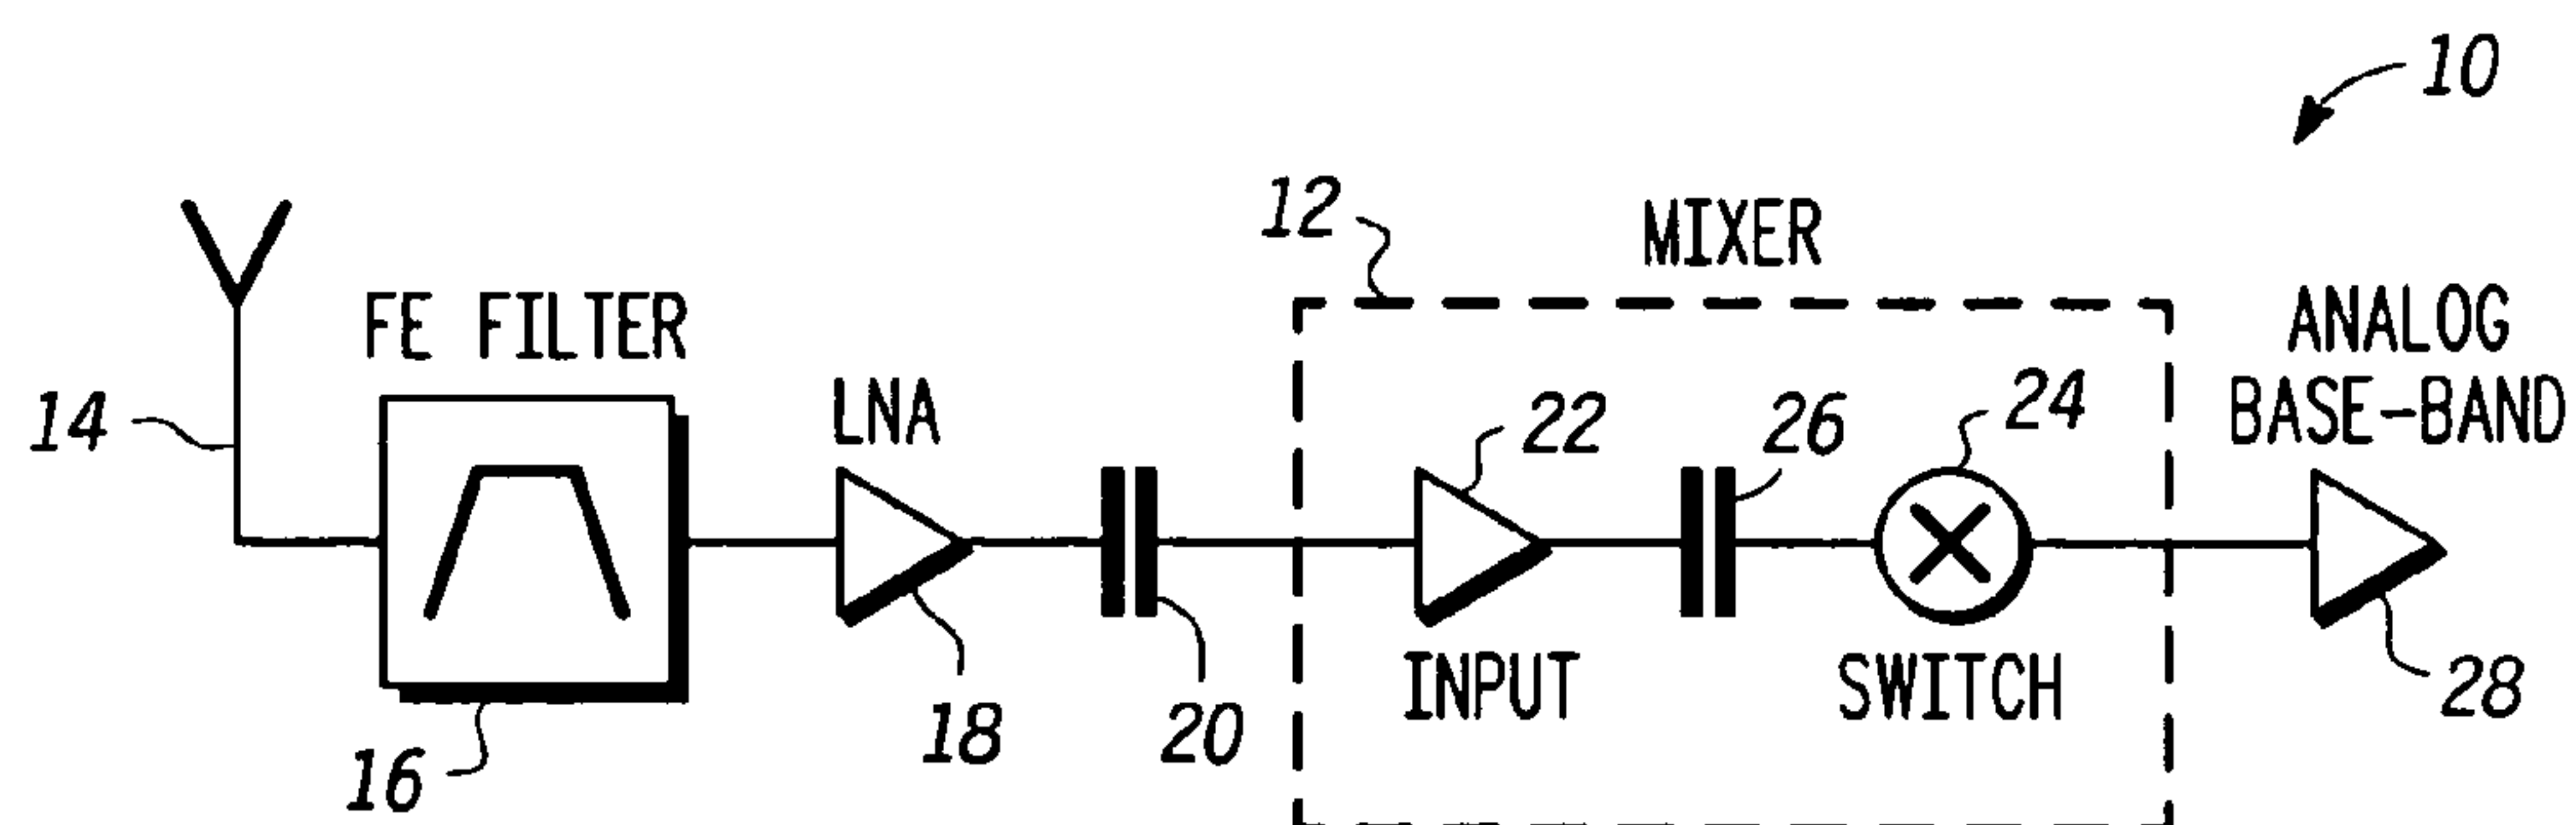 10
12
MIXER
FE FILTER
ANALOG
BASE-BAND
14
LNA
22
26
24
INPUT
SWITCH
16
18
20
28